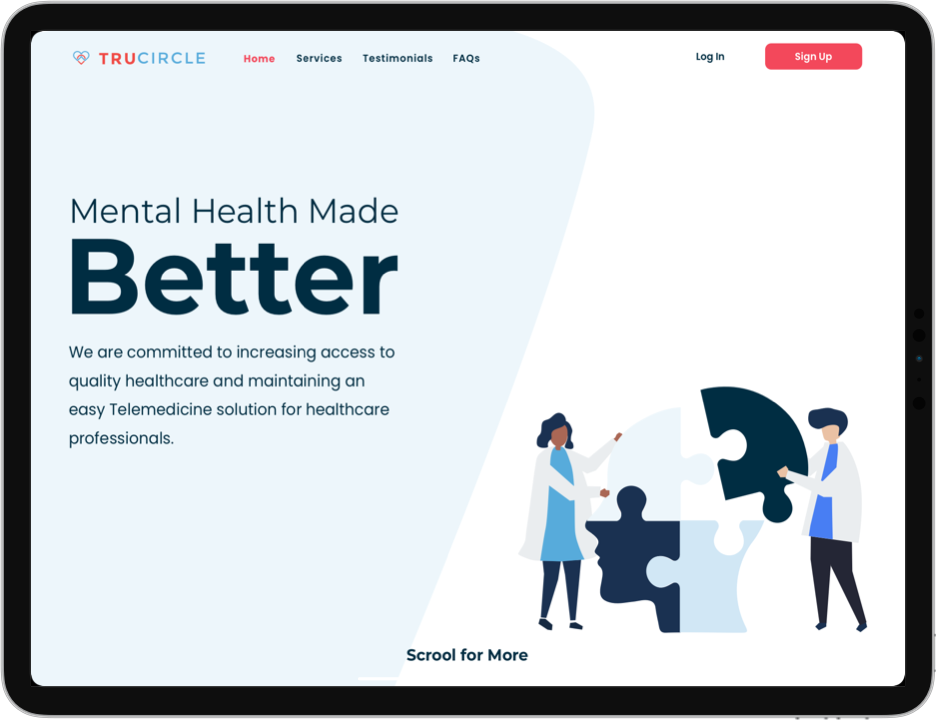 TRUCIRCLE
Home Services Testimonials FAQs
Log In
Sign Up
Mental Health Made
Better
We are committed to increasing access to
quality healthcare and maintaining an
easy Telemedicine solution for healthcare
professionals.
Scrool for More